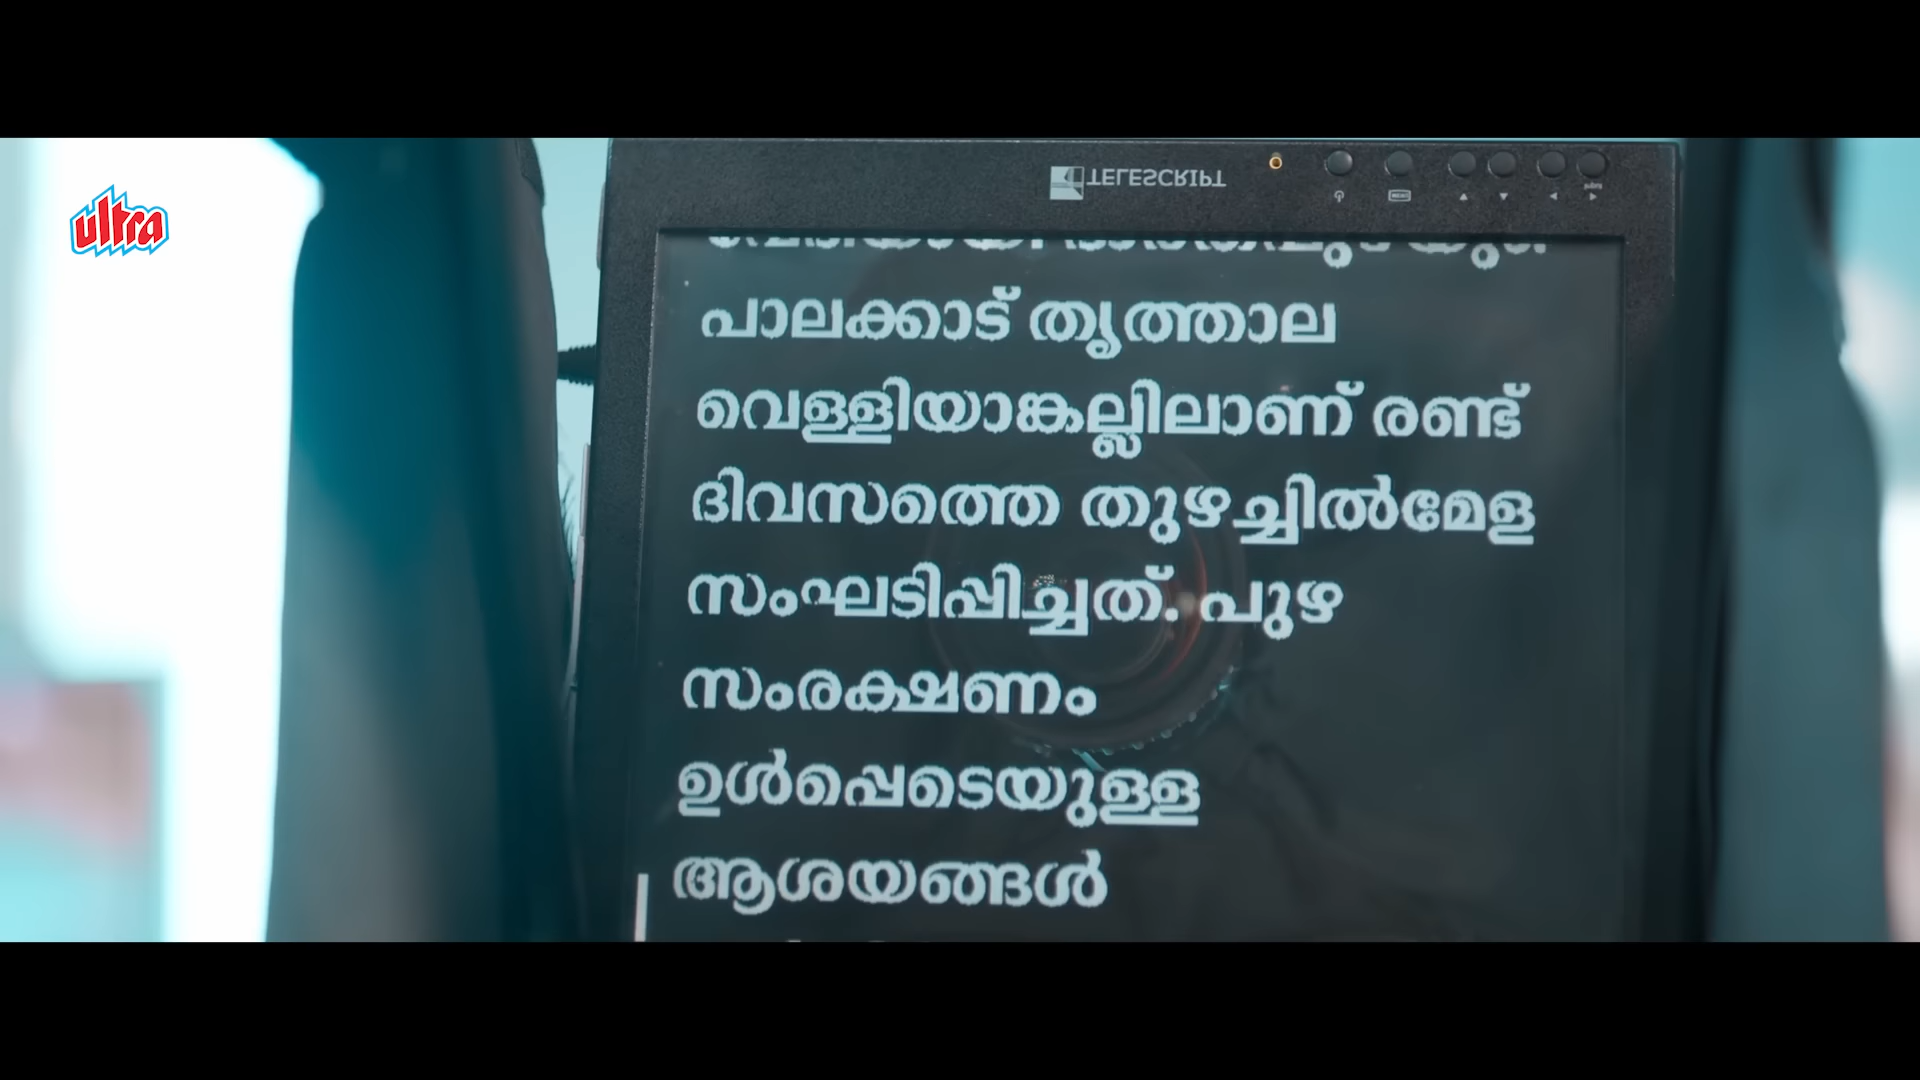 ultra
TELESCRIPT
പാലക്കാട് തൃത്താല
വെള്ളിയാങ്കല്ലിലാണ് രണ്ട്
ദിവസത്തെ തുഴച്ചിൽമേള
സംഘടിപ്പിച്ചത്. പുഴ
സംരക്ഷണം
ഉൾപ്പെടെയുള്ള
ആശയങ്ങൾ